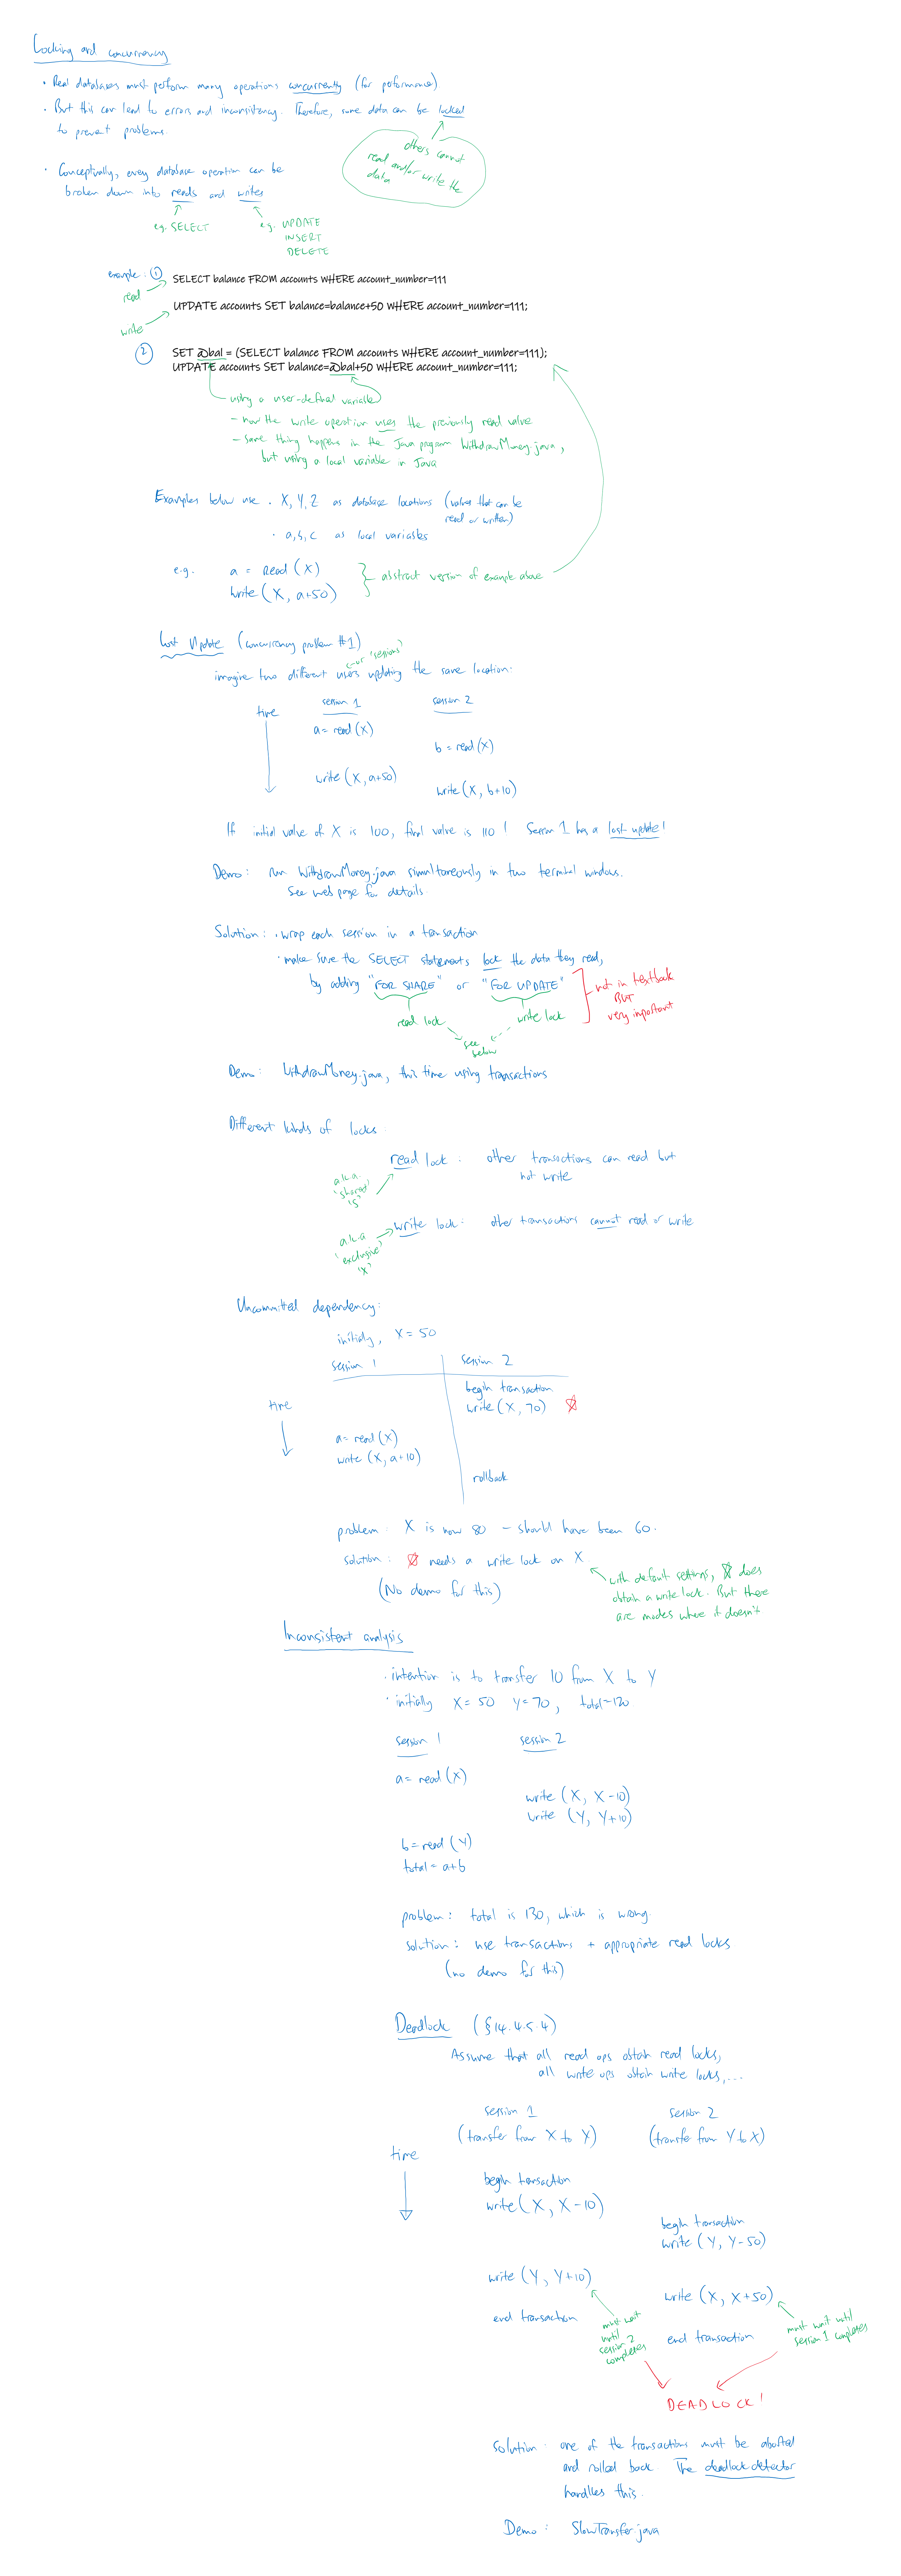 Locking and concurrency
• Real databases must perform many operations concurrently (for performance)
• But this can lead to errors and inconsistency. Therefore, some data can be locked
to prevent problems.
others cannot
read and/or write the
data
• Conceptually, every database operation can be
broken down into reads and writes
e.g. SELECT
e.g. UPDATE
INSERT
DELETE
example: ① SELECT balance FROM accounts WHERE account_number=111
read
UPDATE accounts SET balance=balance+50 WHERE account_number=111;
write
② SET @bal = (SELECT balance FROM accounts WHERE account_number=111);
UPDATE accounts SET balance=@bal+50 WHERE account_number=111;
using a user-defined variable
- now the write operation uses the previously read value
- same thing happens in the Java program WithdrawMoney.java,
but using a local variable in Java
Examples below use • X, Y, Z as database locations (values that can be
read or written)
• a, b, c as local variables
e.g. a = read (X)
write (X, a+50)
abstract version of example above
Lost Update (concurrency problem #1)
or 'sessions'
imagine two different users updating the same location:
time session 1 session 2
a = read (X)
b = read (X)
write (X, a+50)
write (X, b+10)
If initial value of X is 100, final value is 110! Session 1 has a lost update!
Demo: run WithdrawMoney.java simultaneously in two terminal windows.
See web page for details.
Solution: • wrap each session in a transaction
• make sure the SELECT statements lock the data they read,
by adding "FOR SHARE" or "FOR UPDATE"
not in textbook
BUT
very important
read lock
write lock
see
below
Demo: WithdrawMoney.java, this time using transactions
Different kinds of locks:
read lock : other transactions can read but
not write
a.k.a.
'shared'
'S'
write lock : other transactions cannot read or write
a.k.a
'exclusive'
'X'
Uncommitted dependency:
initially, X = 50
session 1 session 2
begin transaction
write (X, 70)
time
a = read (X)
write (X, a+10)
rollback
problem: X is now 80 - should have been 60.
solution: needs a write lock on X.
(No demo for this)
with default settings, does
obtain a write lock. But there
are modes where it doesn't
Inconsistent analysis
• intention is to transfer 10 from X to Y
• initially X = 50 Y = 70, total=120
session 1 session 2
a = read (X)
write (X, X-10)
write (Y, Y+10)
b = read (Y)
total = a+b
problem: total is 130, which is wrong.
solution: use transactions + appropriate read locks
(no demo for this)
Deadlock (§14.4.5.4)
Assume that all read ops obtain read locks,
all write ops obtain write locks,...
session 1 session 2
(transfer from X to Y) (transfer from Y to X)
time
begin transaction
write (X, X-10)
begin transaction
write (Y, Y-50)
write (Y, Y+10)
write (X, X+50)
end transaction
must wait
until
session 2
completes
must wait until
session 1 completes
end transaction
DEADLOCK!
solution: one of the transactions must be aborted
and rolled back. The deadlock detector
handles this.
Demo: SlowTransfer.java